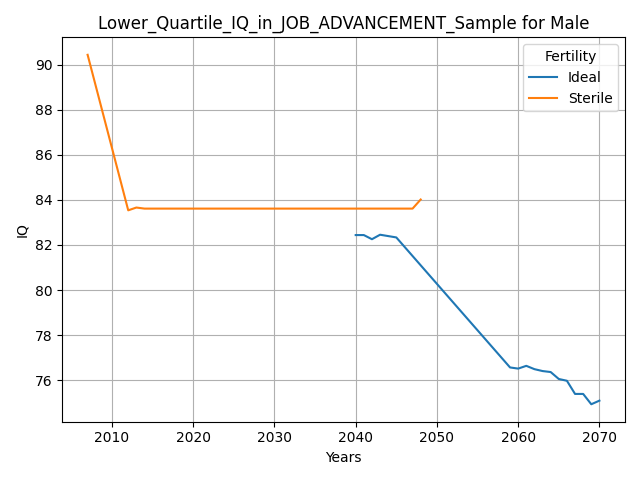 Lower_Quartile_IQ_in_JOB_ADVANCEMENT_Sample for Male
Fertility
Ideal
Sterile
IQ
90
88
86
84
82
80
78
76
2010 2020 2030 2040 2050 2060 2070
Years